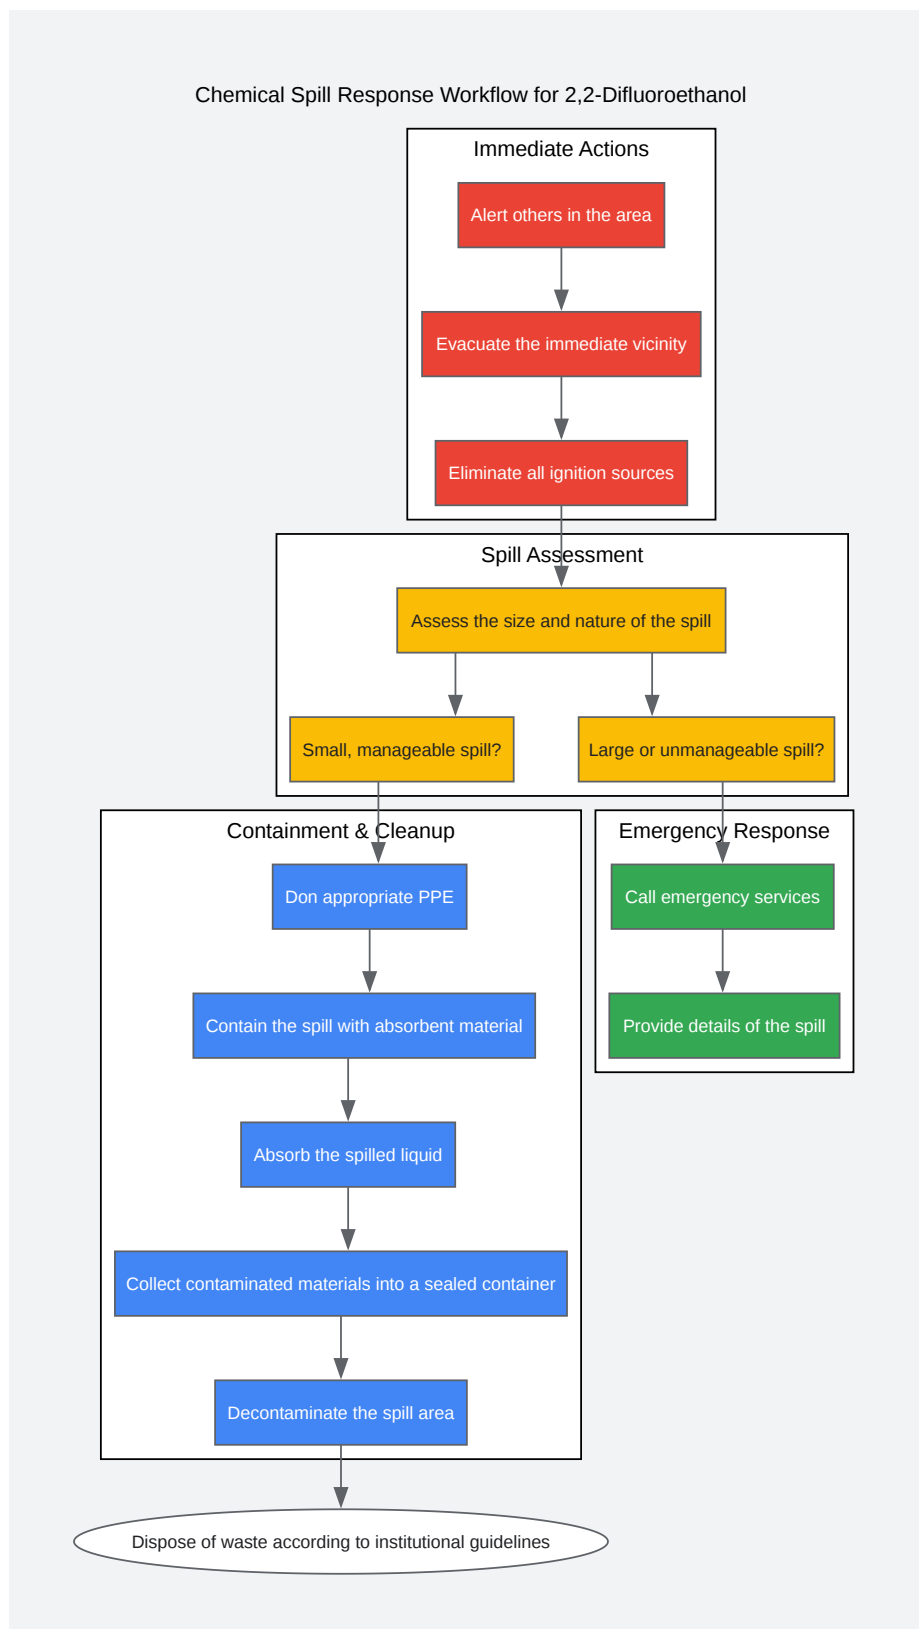 Chemical Spill Response Workflow for 2,2-Difluoroethanol
Immediate Actions
Alert others in the area
Evacuate the immediate vicinity
Eliminate all ignition sources
Spill Assessment
Assess the size and nature of the spill
Small, manageable spill?
Large or unmanageable spill?
Containment & Cleanup
Don appropriate PPE
Contain the spill with absorbent material
Absorb the spilled liquid
Collect contaminated materials into a sealed container
Decontaminate the spill area
Emergency Response
Call emergency services
Provide details of the spill
Dispose of waste according to institutional guidelines